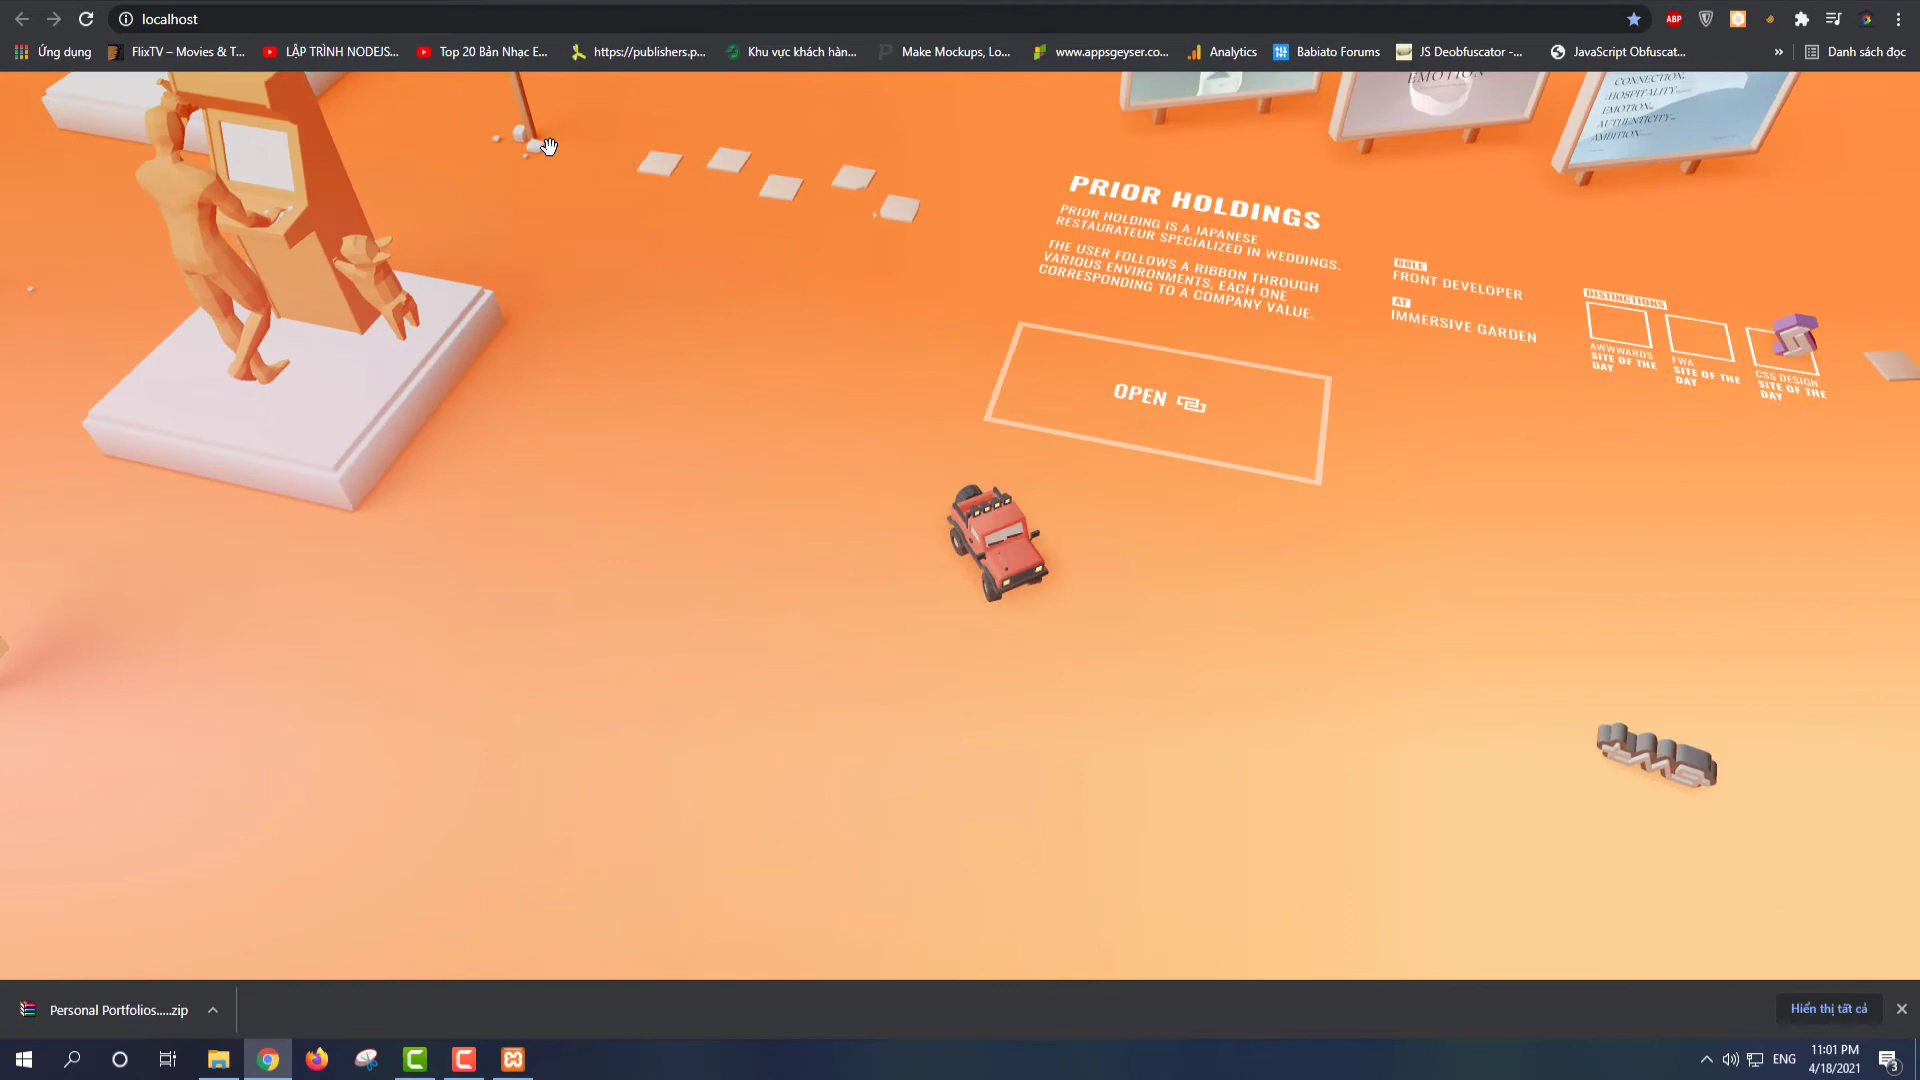 localhost
ABP
Ứng dụng
FlixTV – Movies & T...
LẬP TRÌNH NODEJS...
Top 20 Bản Nhạc E...
https://publishers.p...
Khu vực khách hàn...
Make Mockups, Lo...
www.appsgeyser.co...
Analytics
Babiato Forums
JS Deobfuscator -...
JavaScript Obfuscat...
»
Danh sách đọc
EMOTION
CONNECTION.
HOSPITALITY
EMOTION
AUTHENTICITY
AMBITION
PRIOR HOLDINGS
PRIOR HOLDING IS A JAPANESE
RESTAURATEUR SPECIALIZED IN WEDDINGS.
THE USER FOLLOWS A RIBBON THROUGH
VARIOUS ENVIRONMENTS, EACH ONE
CORRESPONDING TO A COMPANY VALUE.
ROLE
FRONT DEVELOPER
AT
IMMERSIVE GARDEN
DISTINCTIONS
AWWWARDS
SITE OF THE
DAY
FWA
SITE OF THE
DAY
CSS DESIGN
SITE OF THE
DAY
OPEN
Personal Portfolios.....zip
Hiển thị tất cả
ENG
11:01 PM
4/18/2021
3